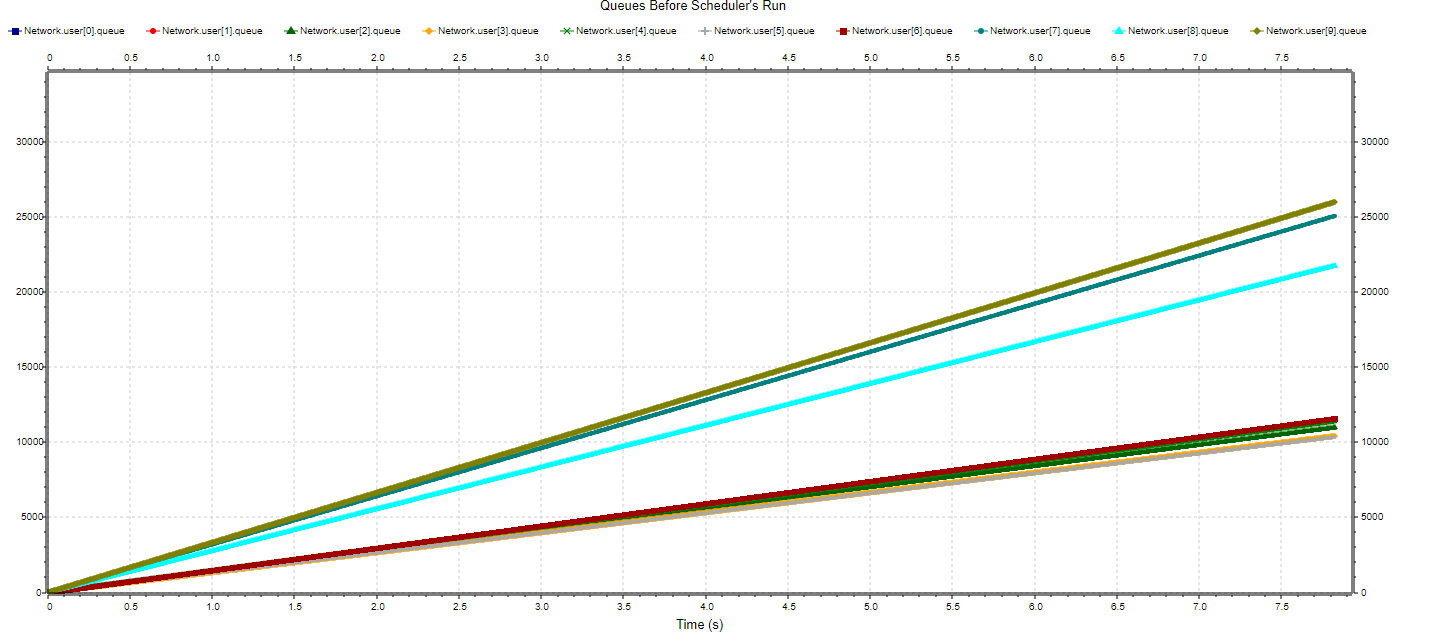 Queues Before Scheduler's Run
Network.user[0].queue Network.user[1].queue Network.user[2].queue Network.user[3].queue Network.user[4].queue Network.user[5].queue Network.user[6].queue Network.user[7].queue Network.user[8].queue Network.user[9].queue
0 0.5 1.0 1.5 2.0 2.5 3.0 3.5 4.0 4.5 5.0 5.5 6.0 6.5 7.0 7.5
30000 30000
25000 25000
20000 20000
15000 15000
10000 10000
5000 5000
0 0
0 0.5 1.0 1.5 2.0 2.5 3.0 3.5 4.0 4.5 5.0 5.5 6.0 6.5 7.0 7.5
Time (s)